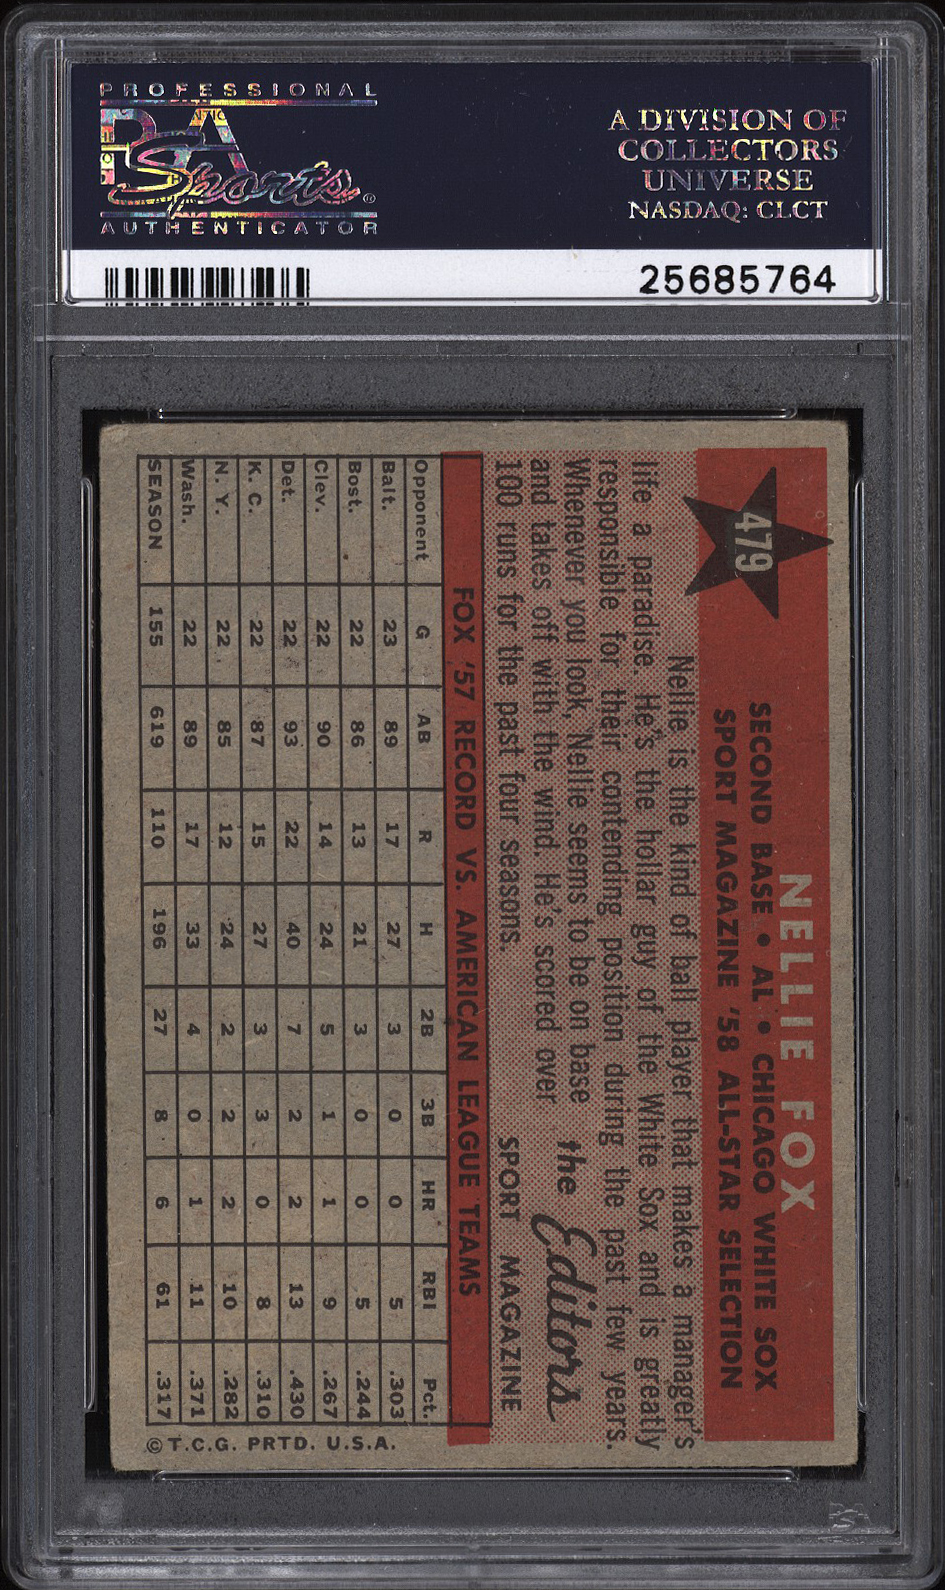 PROFESSIONAL
PSA
Sports®
AUTHENTICATOR
A DIVISION OF
COLLECTORS
UNIVERSE
NASDAQ: CLCT
25685764
479
NELLIE FOX
SECOND BASE • AL • CHICAGO WHITE SOX
SPORT MAGAZINE '58 ALL-STAR SELECTION
Nellie is the kind of ball player that makes a manager's
life a paradise. He's the hollar guy of the White Sox and is greatly
responsible for their contending position during the past few years.
Whenever you look, Nellie seems to be on base
and takes off with the wind. He's scored over
100 runs for the past four seasons.
the Editors
SPORT MAGAZINE
FOX '57 RECORD VS. AMERICAN LEAGUE TEAMS
Opponent G AB R H 2B 3B HR RBI Pct.
Balt. 23 89 17 27 3 0 0 5 .303
Bost. 22 86 13 21 3 0 0 5 .244
Clev. 22 90 14 24 5 1 1 9 .267
Det. 22 93 22 40 7 2 2 13 .430
K. C. 22 87 15 27 3 3 0 8 .310
N. Y. 22 85 12 24 2 2 2 10 .282
Wash. 22 89 17 33 4 0 1 11 .371
SEASON 155 619 110 196 27 8 6 61 .317
© T.C.G. PRTD. U.S.A.